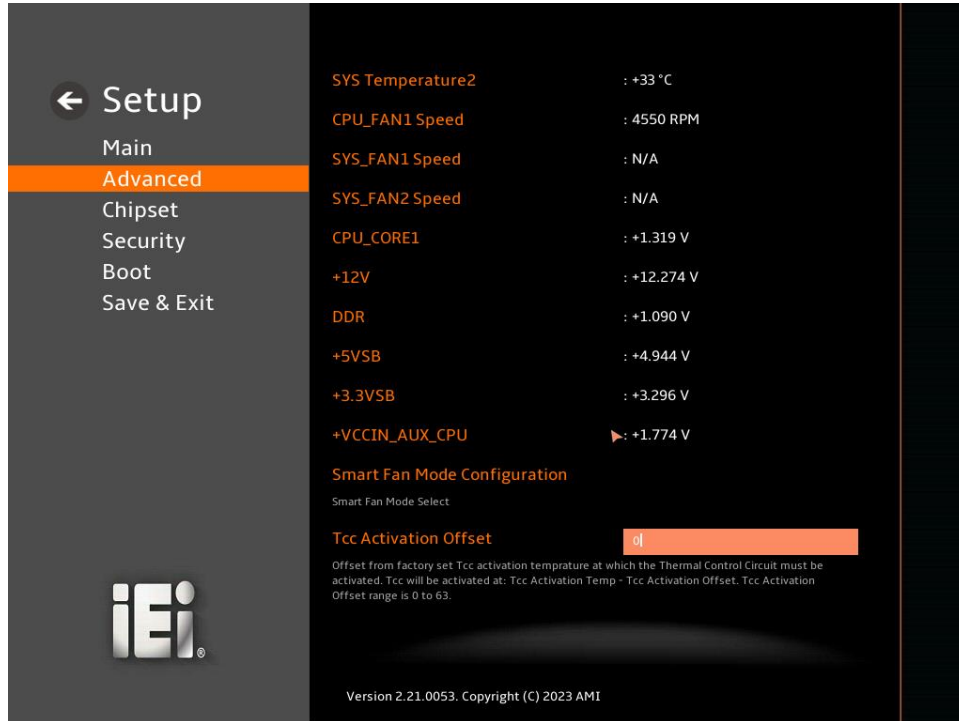 Setup
Main
Advanced
Chipset
Security
Boot
Save & Exit
iEi®
SYS Temperature2 : +33 °C
CPU_FAN1 Speed : 4550 RPM
SYS_FAN1 Speed : N/A
SYS_FAN2 Speed : N/A
CPU_CORE1 : +1.319 V
+12V : +12.274 V
DDR : +1.090 V
+5VSB : +4.944 V
+3.3VSB : +3.296 V
+VCCIN_AUX_CPU : +1.774 V
Smart Fan Mode Configuration
Smart Fan Mode Select
Tcc Activation Offset 0
Offset from factory set Tcc activation temprature at which the Thermal Control Circuit must be
activated. Tcc will be activated at: Tcc Activation Temp - Tcc Activation Offset. Tcc Activation
Offset range is 0 to 63.
Version 2.21.0053. Copyright (C) 2023 AMI